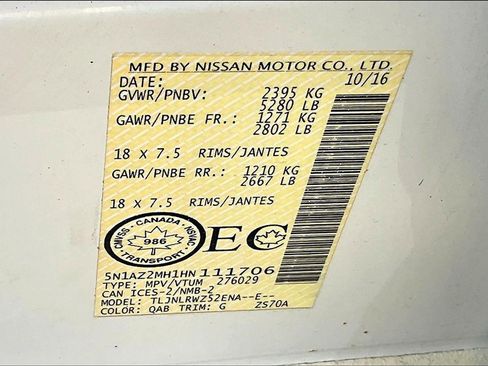 MFD BY NISSAN MOTOR CO., LTD.
DATE: 10/16
GVWR/PNBV: 2395 KG
5280 LB
GAWR/PNBE FR.: 1271 KG
2802 LB
18 X 7.5 RIMS/JANTES
GAWR/PNBE RR.: 1210 KG
2667 LB
18 X 7.5 RIMS/JANTES
CANADA
CMVSS 986 NSVAC
TRANSPORT
EC
5N1AZ2MH1HN111706
TYPE: MPV/VTUM 276029
CAN ICES-2/NMB-2
MODEL: TLJNLRWZ52ENA--E--
COLOR: QAB TRIM: G ZS70A